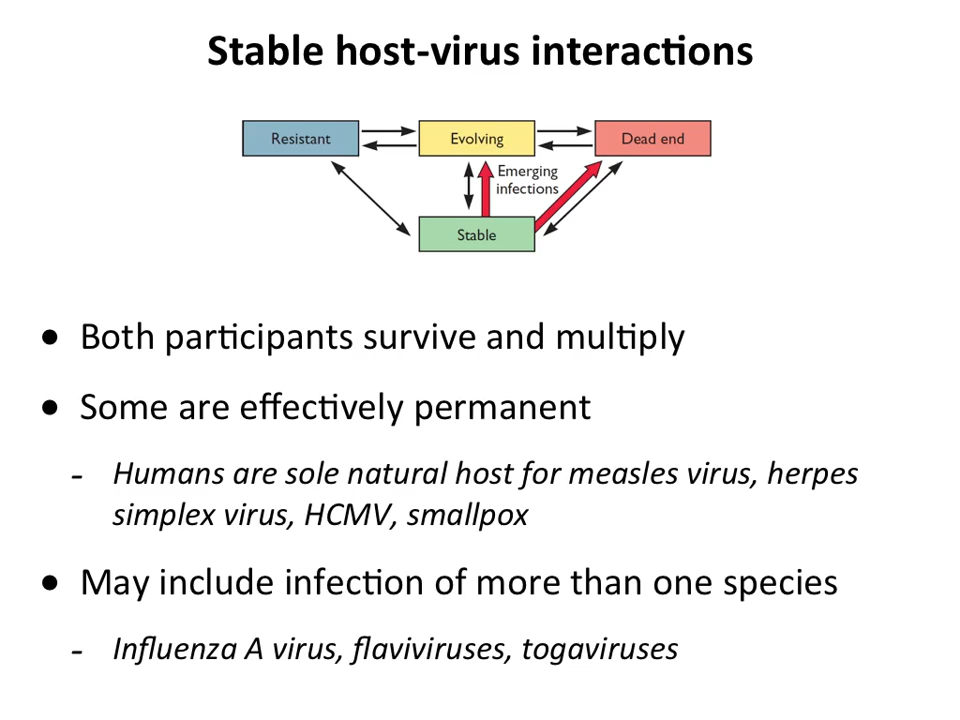 Stable host-virus interactions
Resistant
Evolving
Dead end
Emerging
infections
Stable
● Both participants survive and multiply
● Some are effectively permanent
- Humans are sole natural host for measles virus, herpes
simplex virus, HCMV, smallpox
● May include infection of more than one species
- Influenza A virus, flaviviruses, togaviruses